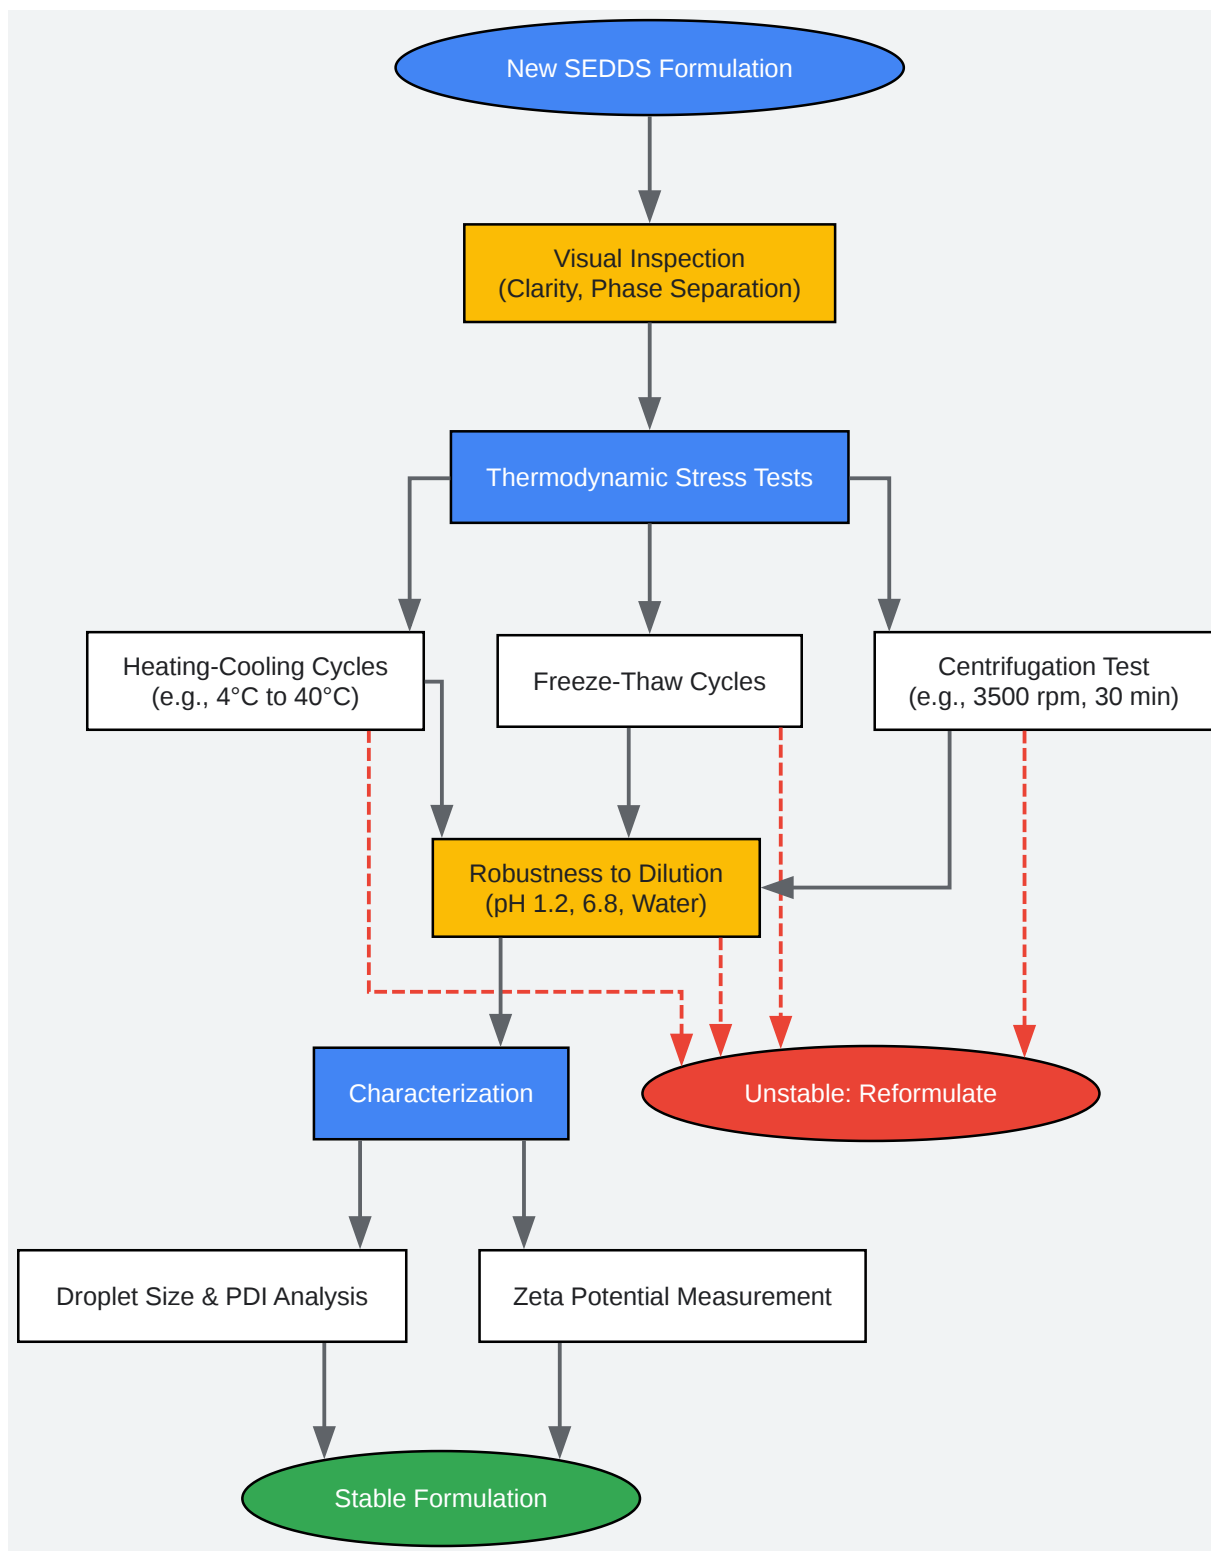 New SEDDS Formulation
Visual Inspection
(Clarity, Phase Separation)
Thermodynamic Stress Tests
Heating-Cooling Cycles
(e.g., 4°C to 40°C)
Freeze-Thaw Cycles
Centrifugation Test
(e.g., 3500 rpm, 30 min)
Robustness to Dilution
(pH 1.2, 6.8, Water)
Characterization
Unstable: Reformulate
Droplet Size & PDI Analysis
Zeta Potential Measurement
Stable Formulation